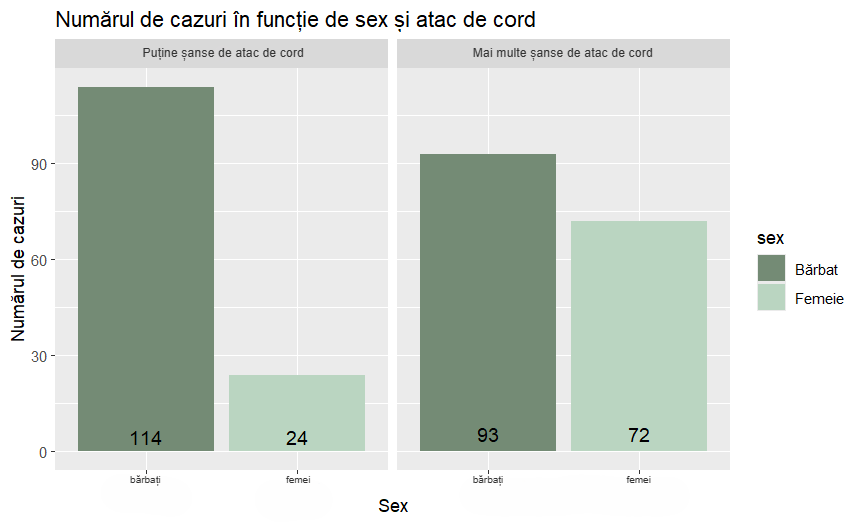 Numărul de cazuri în funcție de sex și atac de cord
Puține șanse de atac de cord
Mai multe șanse de atac de cord
Numărul de cazuri
90
60
30
0
114
24
93
72
bărbați
femei
bărbați
femei
Sex
sex
Bărbat
Femeie